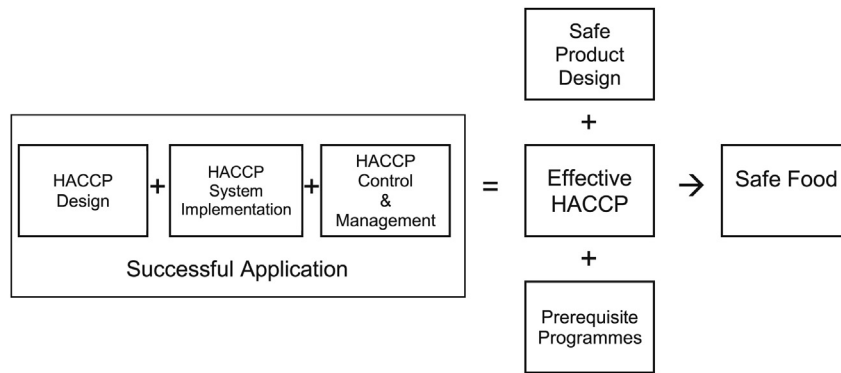 Safe
Product
Design
+
HACCP
Design
+
HACCP
System
Implementation
+
HACCP
Control
&
Management
Successful Application
=
Effective
HACCP
→
Safe Food
+
Prerequisite
Programmes